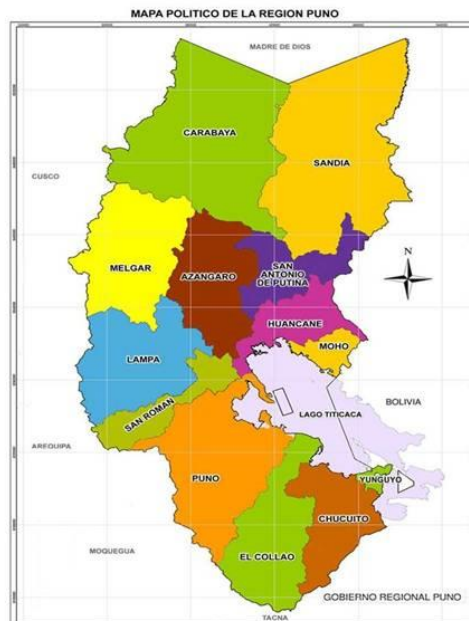 MAPA POLITICO DE LA REGION PUNO
MADRE DE DIOS
CARABAYA
SANDIA
CUSCO
MELGAR
AZANGARO
SAN
ANTONIO
DE PUTINA
N
HUANCANE
MOHO
LAMPA
SAN ROMAN
LAGO TITICACA
BOLIVIA
AREQUIPA
PUNO
YUNGUYO
CHUCUITO
MOQUEGUA
EL COLLAO
GOBIERNO REGIONAL PUNO
TACNA